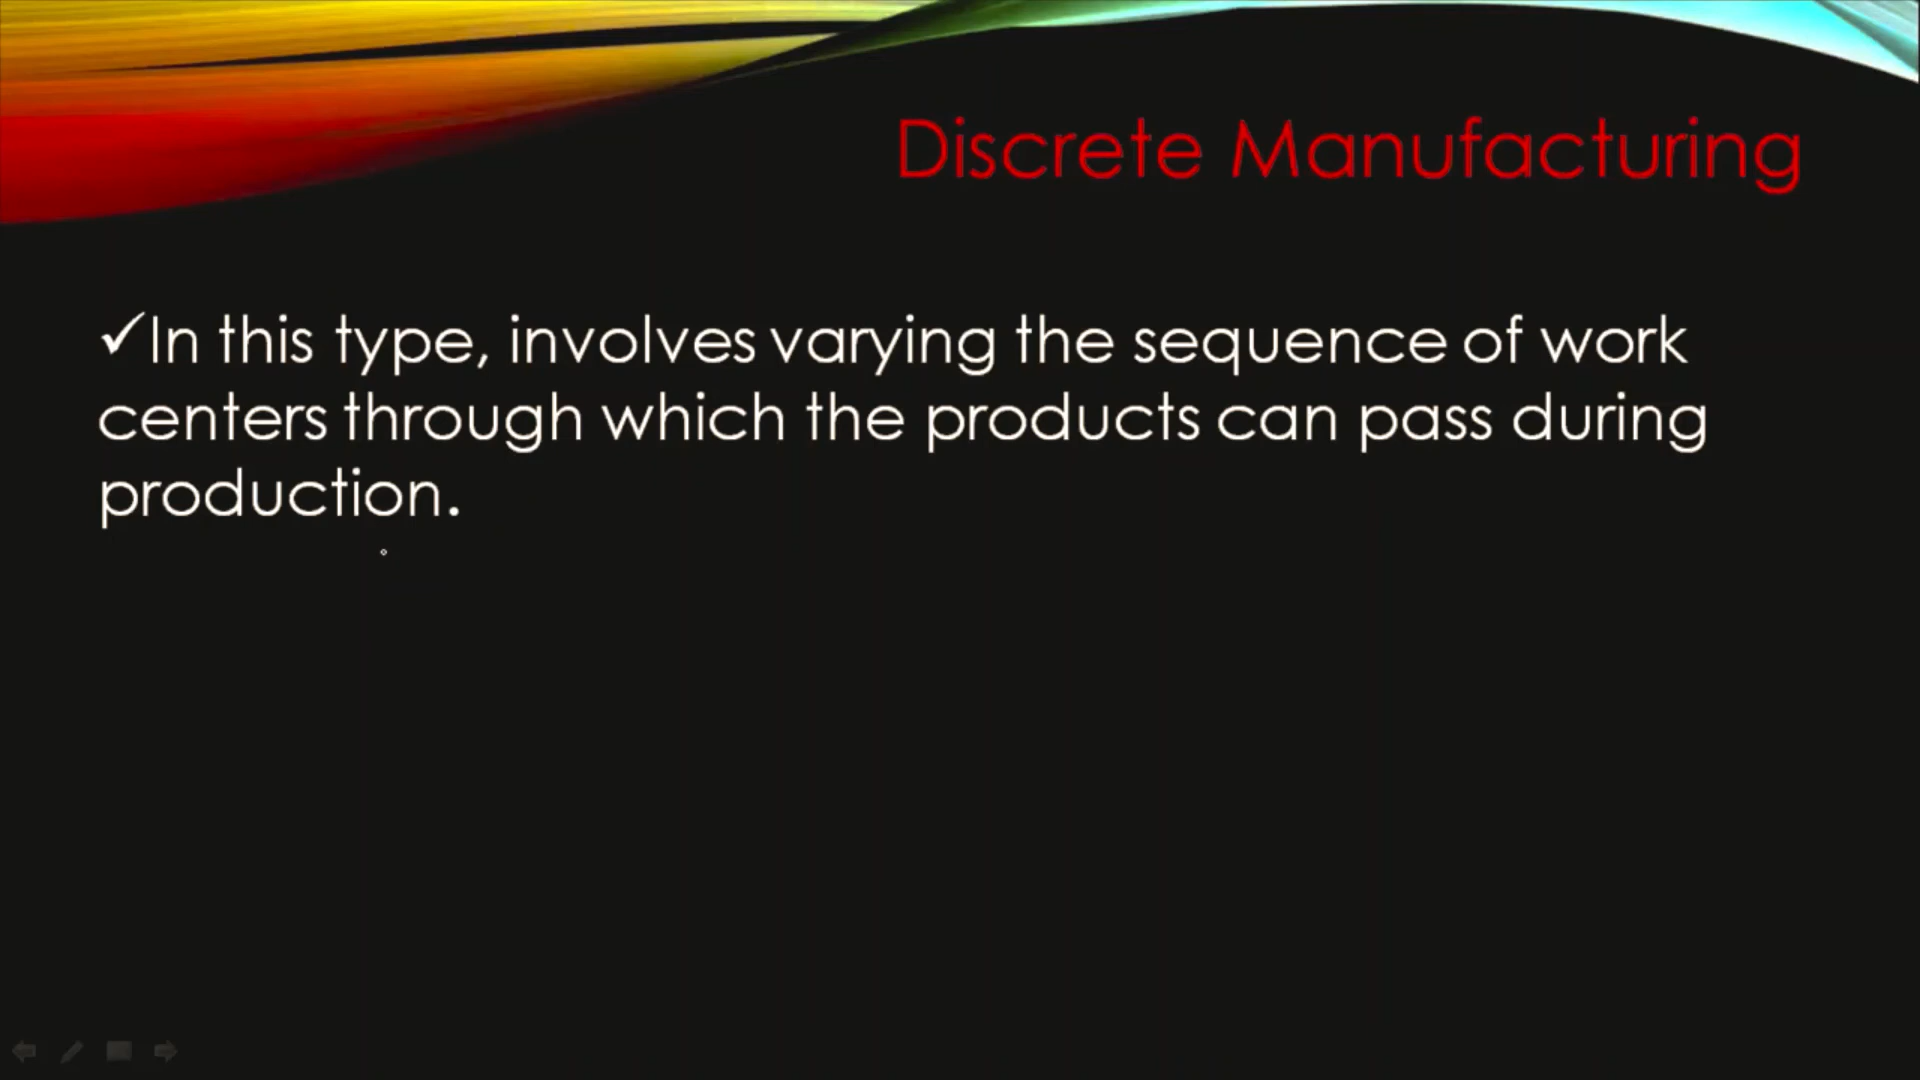 Discrete Manufacturing
✓In this type, involves varying the sequence of work
centers through which the products can pass during
production.